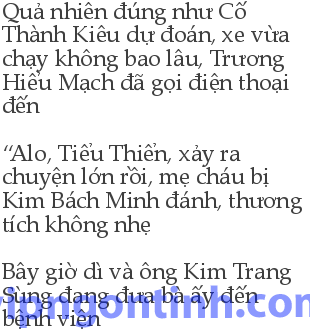 Quả nhiên đúng như Cố
Thành Kiêu dự đoán, xe vừa
chạy không bao lâu, Trương
Hiểu Mạch đã gọi điện thoại
đến
“Alo, Tiểu Thiển, xảy ra
chuyện lớn rồi, mẹ cháu bị
Kim Bách Minh đánh, thương
tích không nhẹ
Bây giờ dì và ông Kim Trang
Sùng đang đưa bà ấy đến
bệnh viện
vipngontinh.com